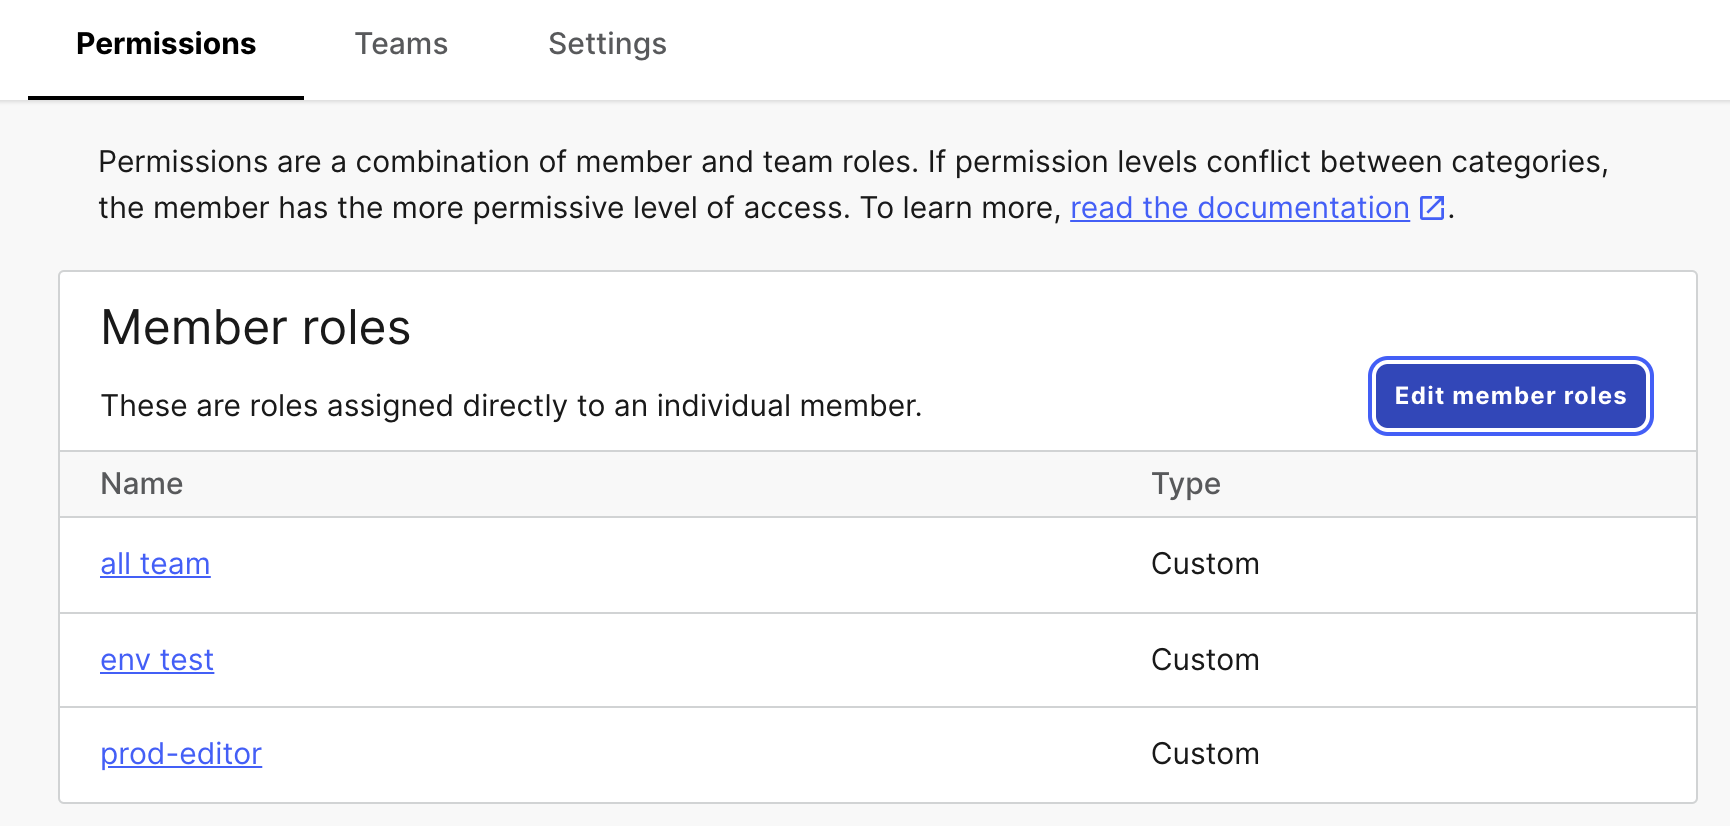 Permissions Teams Settings
Permissions are a combination of member and team roles. If permission levels conflict between categories,
the member has the more permissive level of access. To learn more, read the documentation.
Member roles
These are roles assigned directly to an individual member.
Edit member roles
Name Type
all team Custom
env test Custom
prod-editor Custom